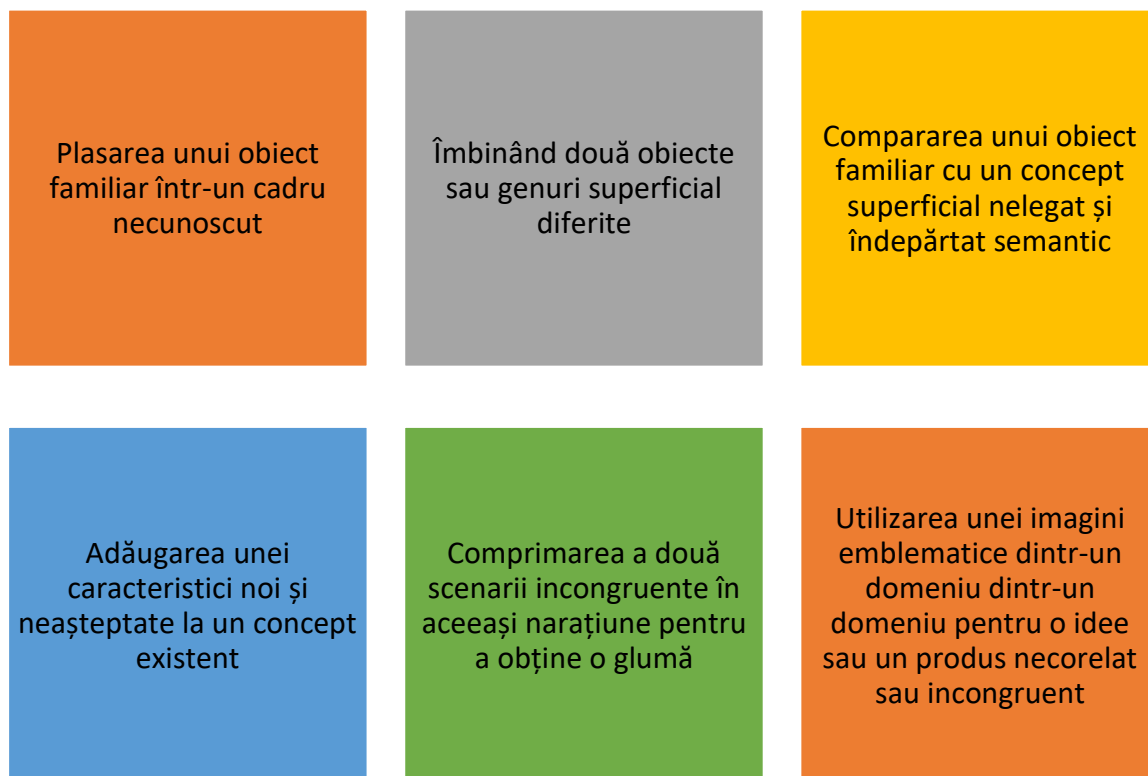 Plasarea unui obiect
familiar într-un cadru
necunoscut
Îmbinând două obiecte
sau genuri superficial
diferite
Compararea unui obiect
familiar cu un concept
superficial nelegat și
îndepărtat semantic
Adăugarea unei
caracteristici noi și
neașteptate la un concept
existent
Comprimarea a două
scenarii incongruente în
aceeași narațiune pentru
a obține o glumă
Utilizarea unei imagini
emblematice dintr-un
domeniu dintr-un
domeniu pentru o idee
sau un produs necorelat
sau incongruent